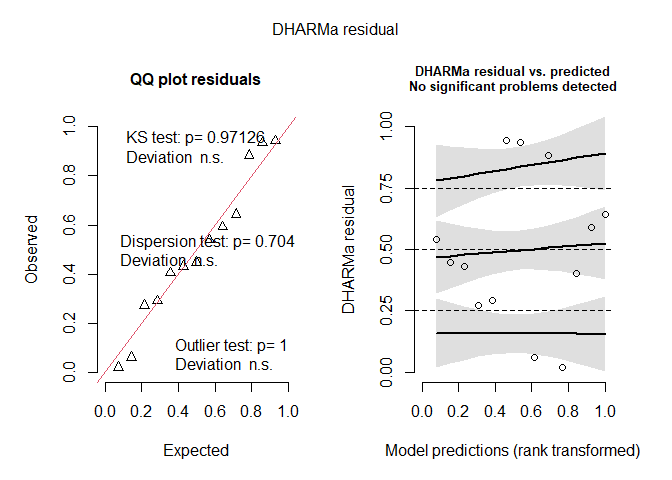 DHARMa residual
QQ plot residuals
KS test: p= 0.97126
Deviation n.s.
Dispersion test: p= 0.704
Deviation n.s.
Outlier test: p= 1
Deviation n.s.
Observed
0.0 0.2 0.4 0.6 0.8 1.0
0.0 0.2 0.4 0.6 0.8 1.0
Expected
DHARMa residual vs. predicted
No significant problems detected
DHARMa residual
0.00 0.25 0.50 0.75 1.00
0.0 0.2 0.4 0.6 0.8 1.0
Model predictions (rank transformed)